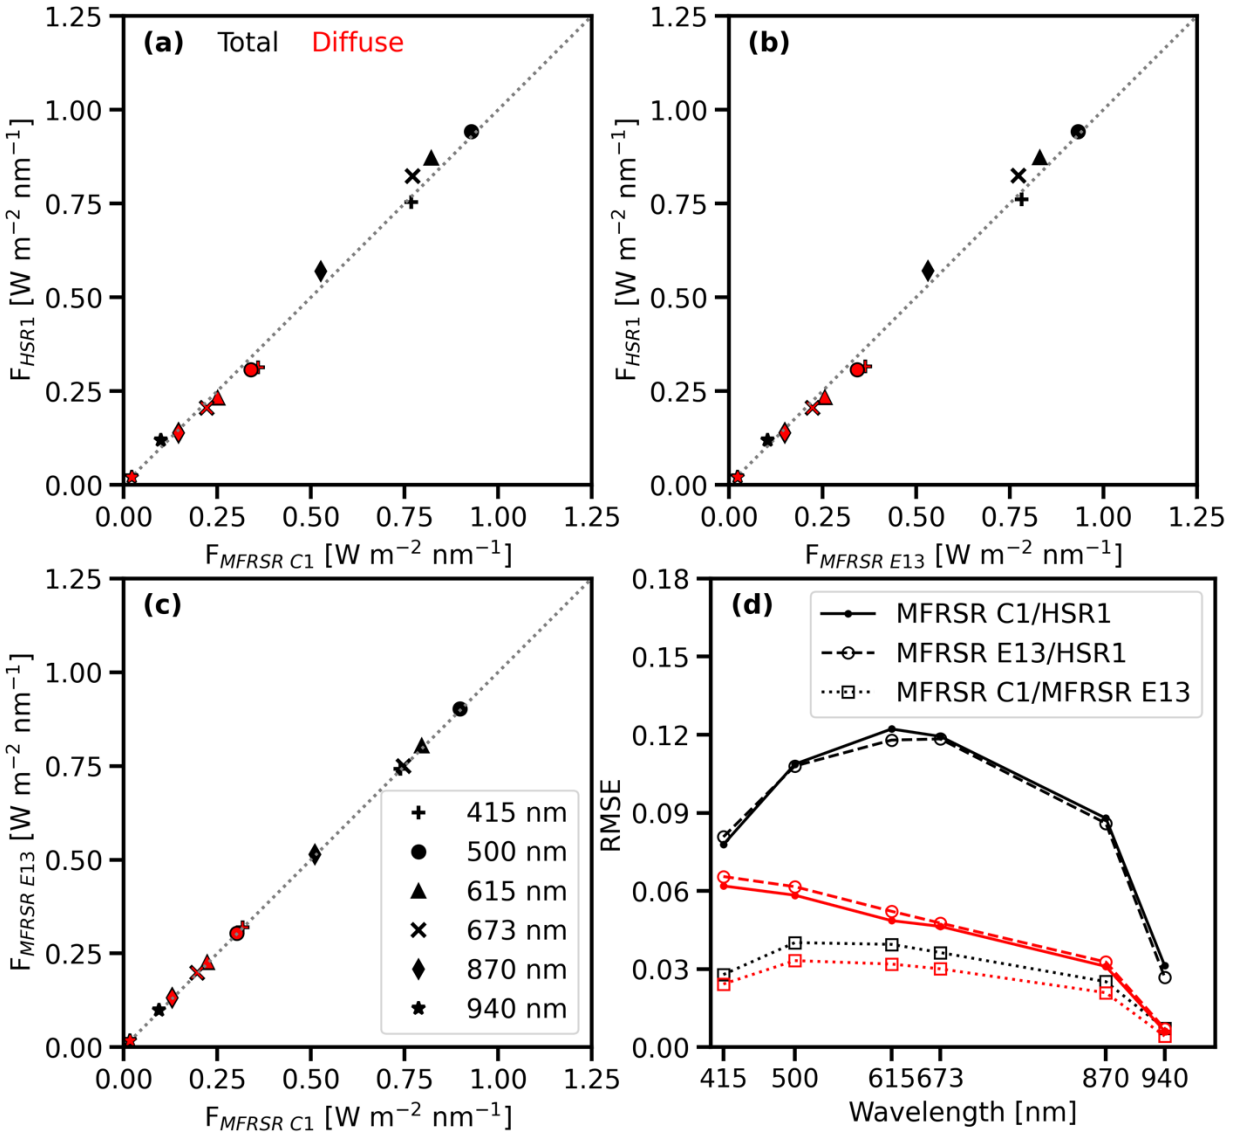 (a) Total Diffuse
1.25
1.00
0.75
0.50
0.25
0.00
F_HSR1 [W m⁻² nm⁻¹]
0.00 0.25 0.50 0.75 1.00 1.25
F_MFRSR C1 [W m⁻² nm⁻¹]
(b)
1.25
1.00
0.75
0.50
0.25
0.00
F_HSR1 [W m⁻² nm⁻¹]
0.00 0.25 0.50 0.75 1.00 1.25
F_MFRSR E13 [W m⁻² nm⁻¹]
(c)
1.25
1.00
0.75
0.50
0.25
0.00
F_MFRSR E13 [W m⁻² nm⁻¹]
415 nm
500 nm
615 nm
673 nm
870 nm
940 nm
0.00 0.25 0.50 0.75 1.00 1.25
F_MFRSR C1 [W m⁻² nm⁻¹]
(d)
MFRSR C1/HSR1
MFRSR E13/HSR1
MFRSR C1/MFRSR E13
0.18
0.15
0.12
0.09
0.06
0.03
0.00
RMSE
415 500 615 673 870 940
Wavelength [nm]